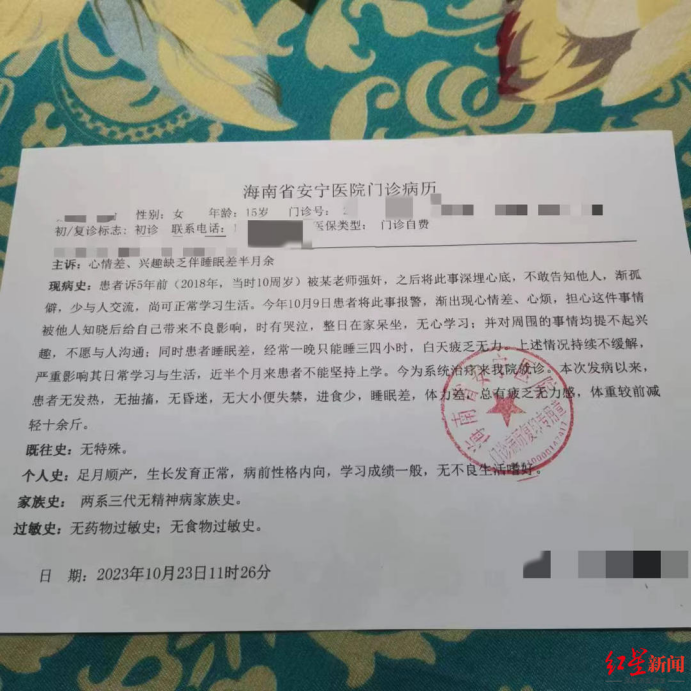 海南省安宁医院门诊病历
性别：女 年龄：15岁 门诊号：
初/复诊标志：初诊 联系电话： 医保类型： 门诊自费
主诉：心情差、兴趣缺乏伴睡眠差半月余
现病史：患者诉5年前（2018年，当时10周岁）被某老师强奸，之后将此事深埋心底，不敢告知他人，渐孤
僻，少与人交流，尚可正常学习生活。今年10月9日患者将此事报警，渐出现心情差、心烦，担心这件事情
被他人知晓后给自己带来不良影响，时有哭泣，整日在家呆坐，无心学习；并对周围的事情均提不起兴
趣，不愿与人沟通；同时患者睡眠差，经常一晚只能睡三四小时，白天疲乏无力。上述情况持续不缓解，
严重影响其日常学习与生活，近半个月来患者不能坚持上学。今为系统治疗来我院就诊。本次发病以来，
患者无发热，无抽搐，无昏迷，无大小便失禁，进食少，睡眠差，体力差，总有疲乏无力感，体重较前减
轻十余斤。
既往史：无特殊。
个人史：足月顺产，生长发育正常，病前性格内向，学习成绩一般，无不良生活嗜好。
家族史： 两系三代无精神病家族史。
过敏史：无药物过敏史；无食物过敏史。
日 期：2023年10月23日11时26分
海南省安宁医院
红星新闻